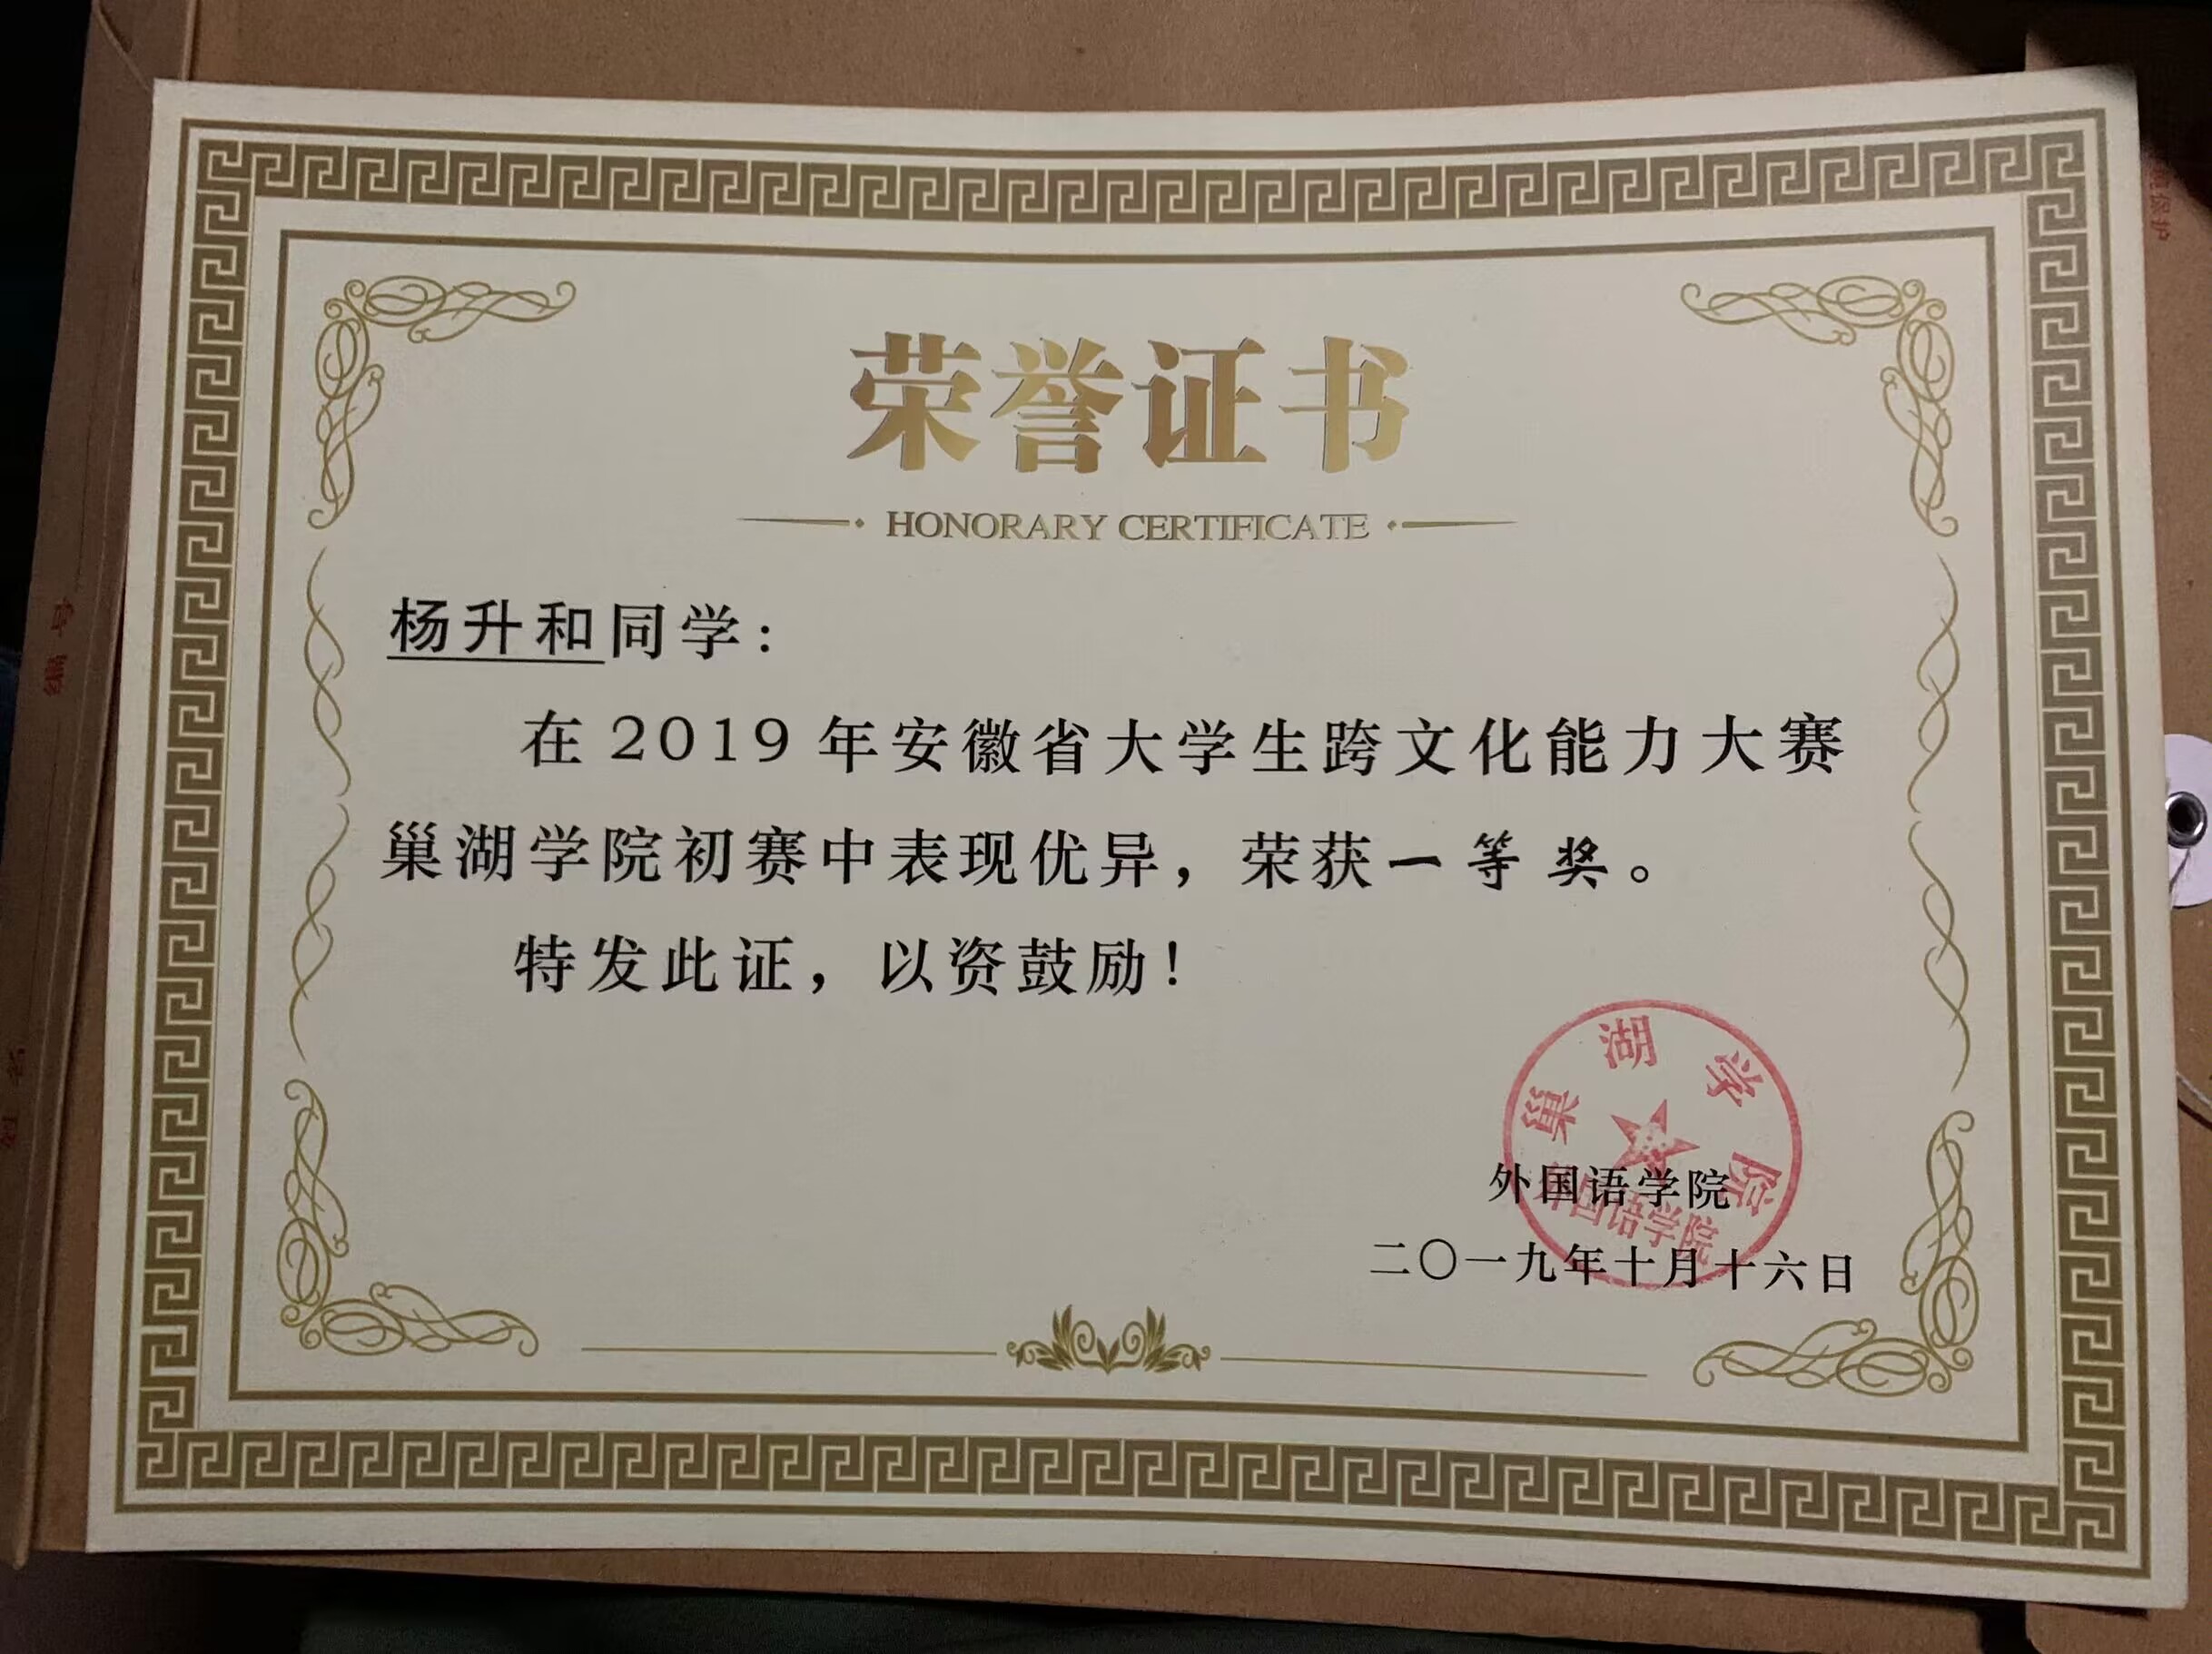 荣誉证书
HONORARY CERTIFICATE
杨升和同学：
在2019年安徽省大学生跨文化能力大赛
巢湖学院初赛中表现优异，荣获一等奖。
特发此证，以资鼓励！
巢湖学院
外国语学院
外国语学院
二〇一九年十月十六日